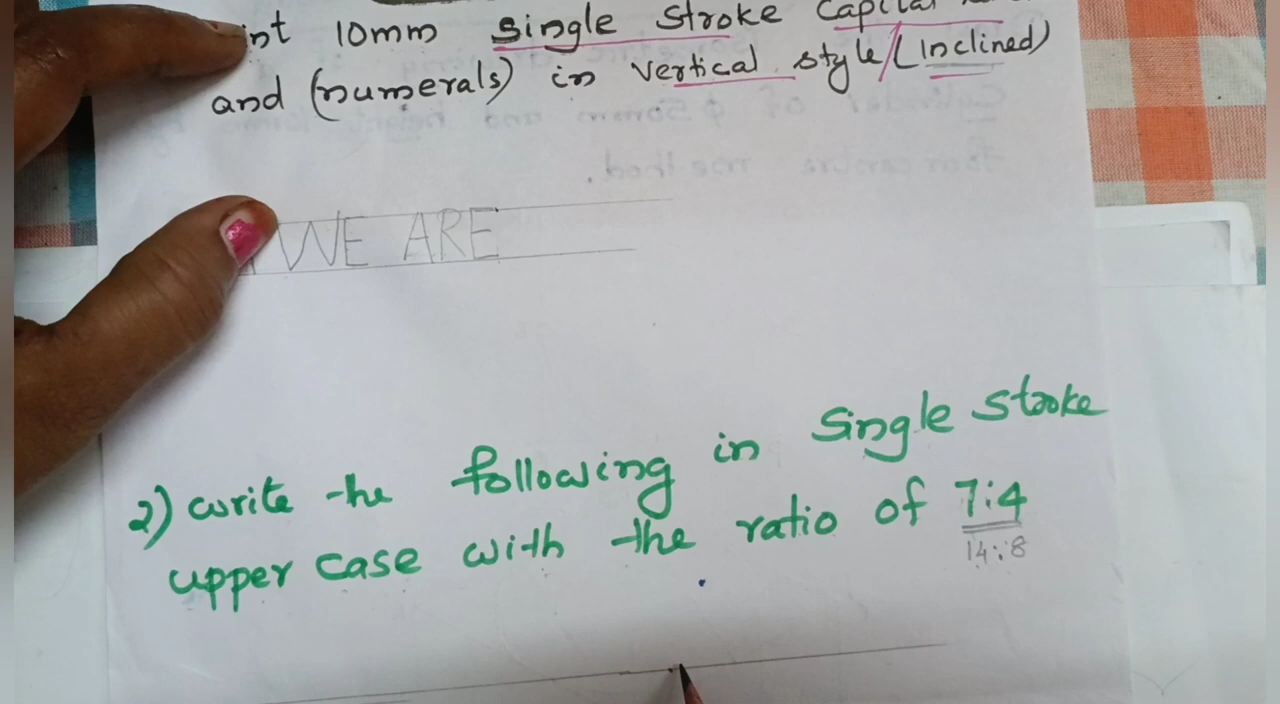 10mm Single Stroke Capital
and (numerals) in Vertical style/(Inclined)
WE ARE
2) write the following in Single Stroke
upper case with the ratio of 7:4
14:8